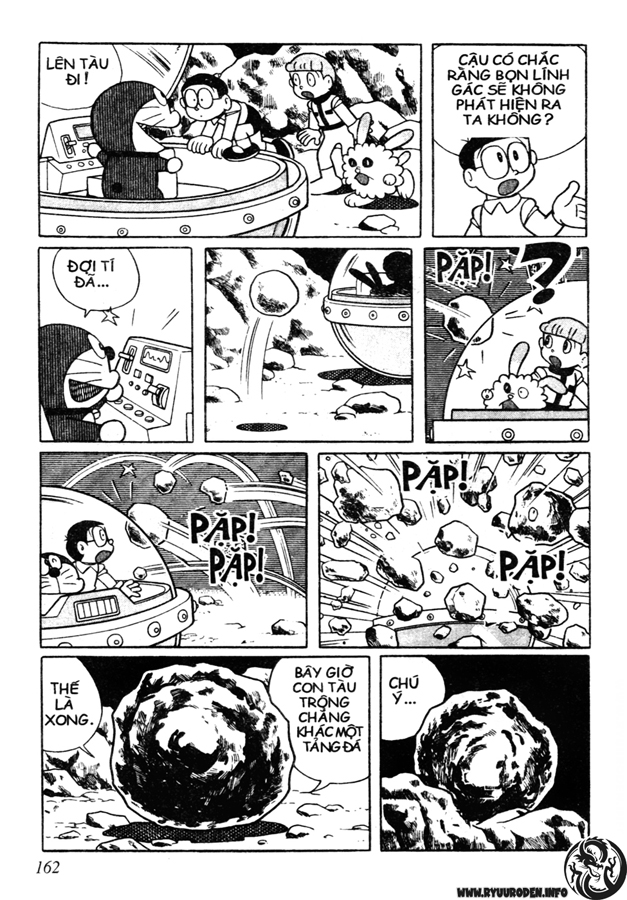 LÊN TÀU
ĐI!
CẬU CÓ CHẮC
RẰNG BỌN LÍNH
GÁC SẼ KHÔNG
PHÁT HIỆN RA
TA KHÔNG?
ĐỢI TÍ
ĐÃ...
PẶP!
?
PẶP!
PẶP!
PẶP!
PẶP!
THẾ
LÀ
XONG.
BÂY GIỜ
CON TÀU
TRÔNG
CHẲNG
KHÁC MỘT
TẢNG ĐÁ
CHÚ
Ý...
162
WWW.RYUURODEN.INFO